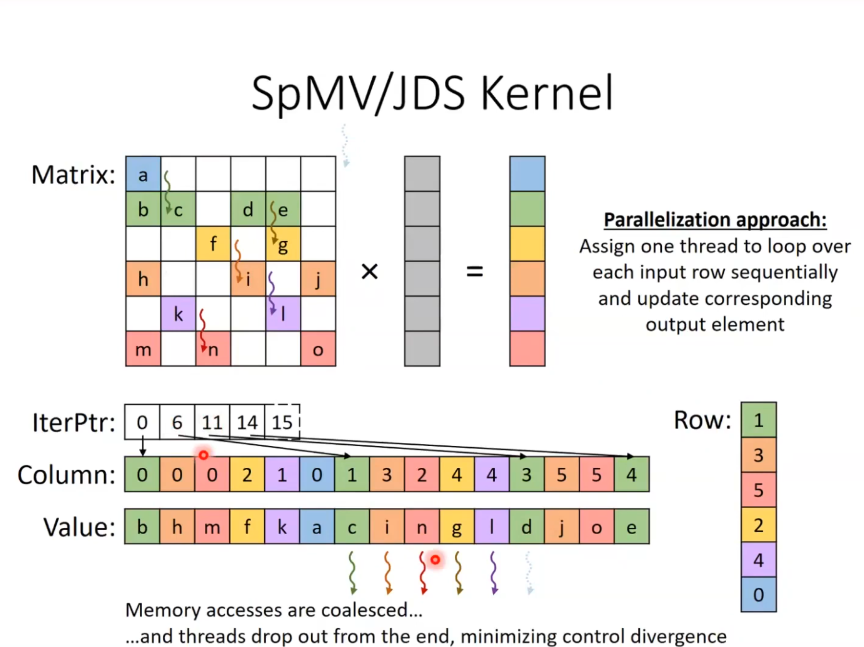 SpMV/JDS Kernel
Matrix:
a
b c d e
f g
h i j
k l
m n o
×
=
Parallelization approach:
Assign one thread to loop over
each input row sequentially
and update corresponding
output element
IterPtr: 0 6 11 14 15
Column: 0 0 0 2 1 0 1 3 2 4 4 3 5 5 4
Value: b h m f k a c i n g l d j o e
Row: 1
3
5
2
4
0
Memory accesses are coalesced…
…and threads drop out from the end, minimizing control divergence